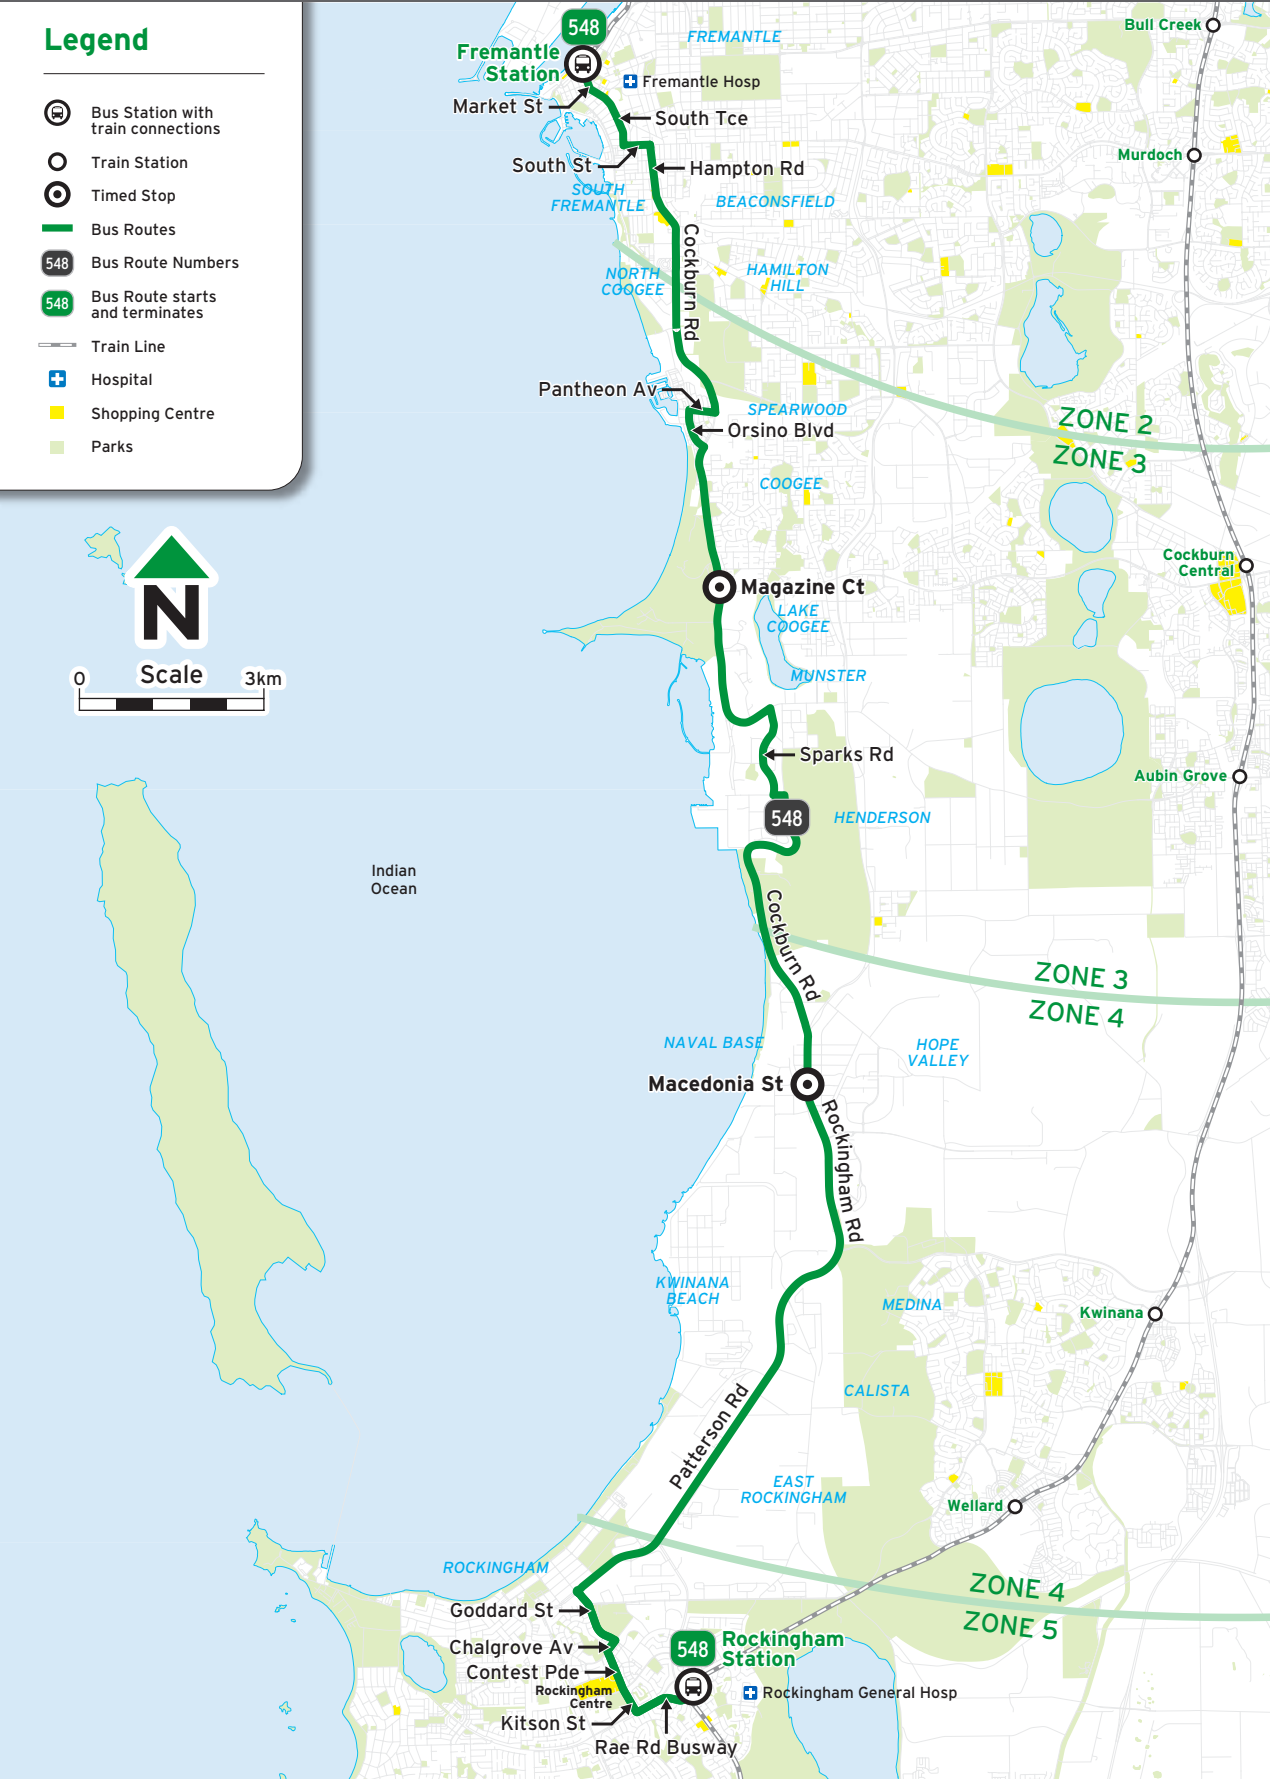 Legend
Bus Station with
train connections
Train Station
Timed Stop
Bus Routes
548
Bus Route Numbers
548
Bus Route starts
and terminates
Train Line
Hospital
Shopping Centre
Parks
N
Scale
0
3km
548
Fremantle
Station
FREMANTLE
Bull Creek
Fremantle Hosp
Market St
South Tce
South St
Hampton Rd
Murdoch
SOUTH
FREMANTLE
BEACONSFIELD
Cockburn Rd
NORTH
COOGEE
HAMILTON
HILL
Pantheon Av
SPEARWOOD
Orsino Blvd
ZONE 2
ZONE 3
COOGEE
Cockburn
Central
Magazine Ct
LAKE
COOGEE
MUNSTER
Sparks Rd
Aubin Grove
548
HENDERSON
Indian
Ocean
Cockburn Rd
ZONE 3
ZONE 4
NAVAL BASE
HOPE
VALLEY
Macedonia St
Rockingham Rd
KWINANA
BEACH
MEDINA
Kwinana
CALISTA
Patterson Rd
EAST
ROCKINGHAM
Wellard
ROCKINGHAM
ZONE 4
ZONE 5
Goddard St
Chalgrove Av
548
Rockingham
Station
Contest Pde
Rockingham
Centre
Rockingham General Hosp
Kitson St
Rae Rd Busway